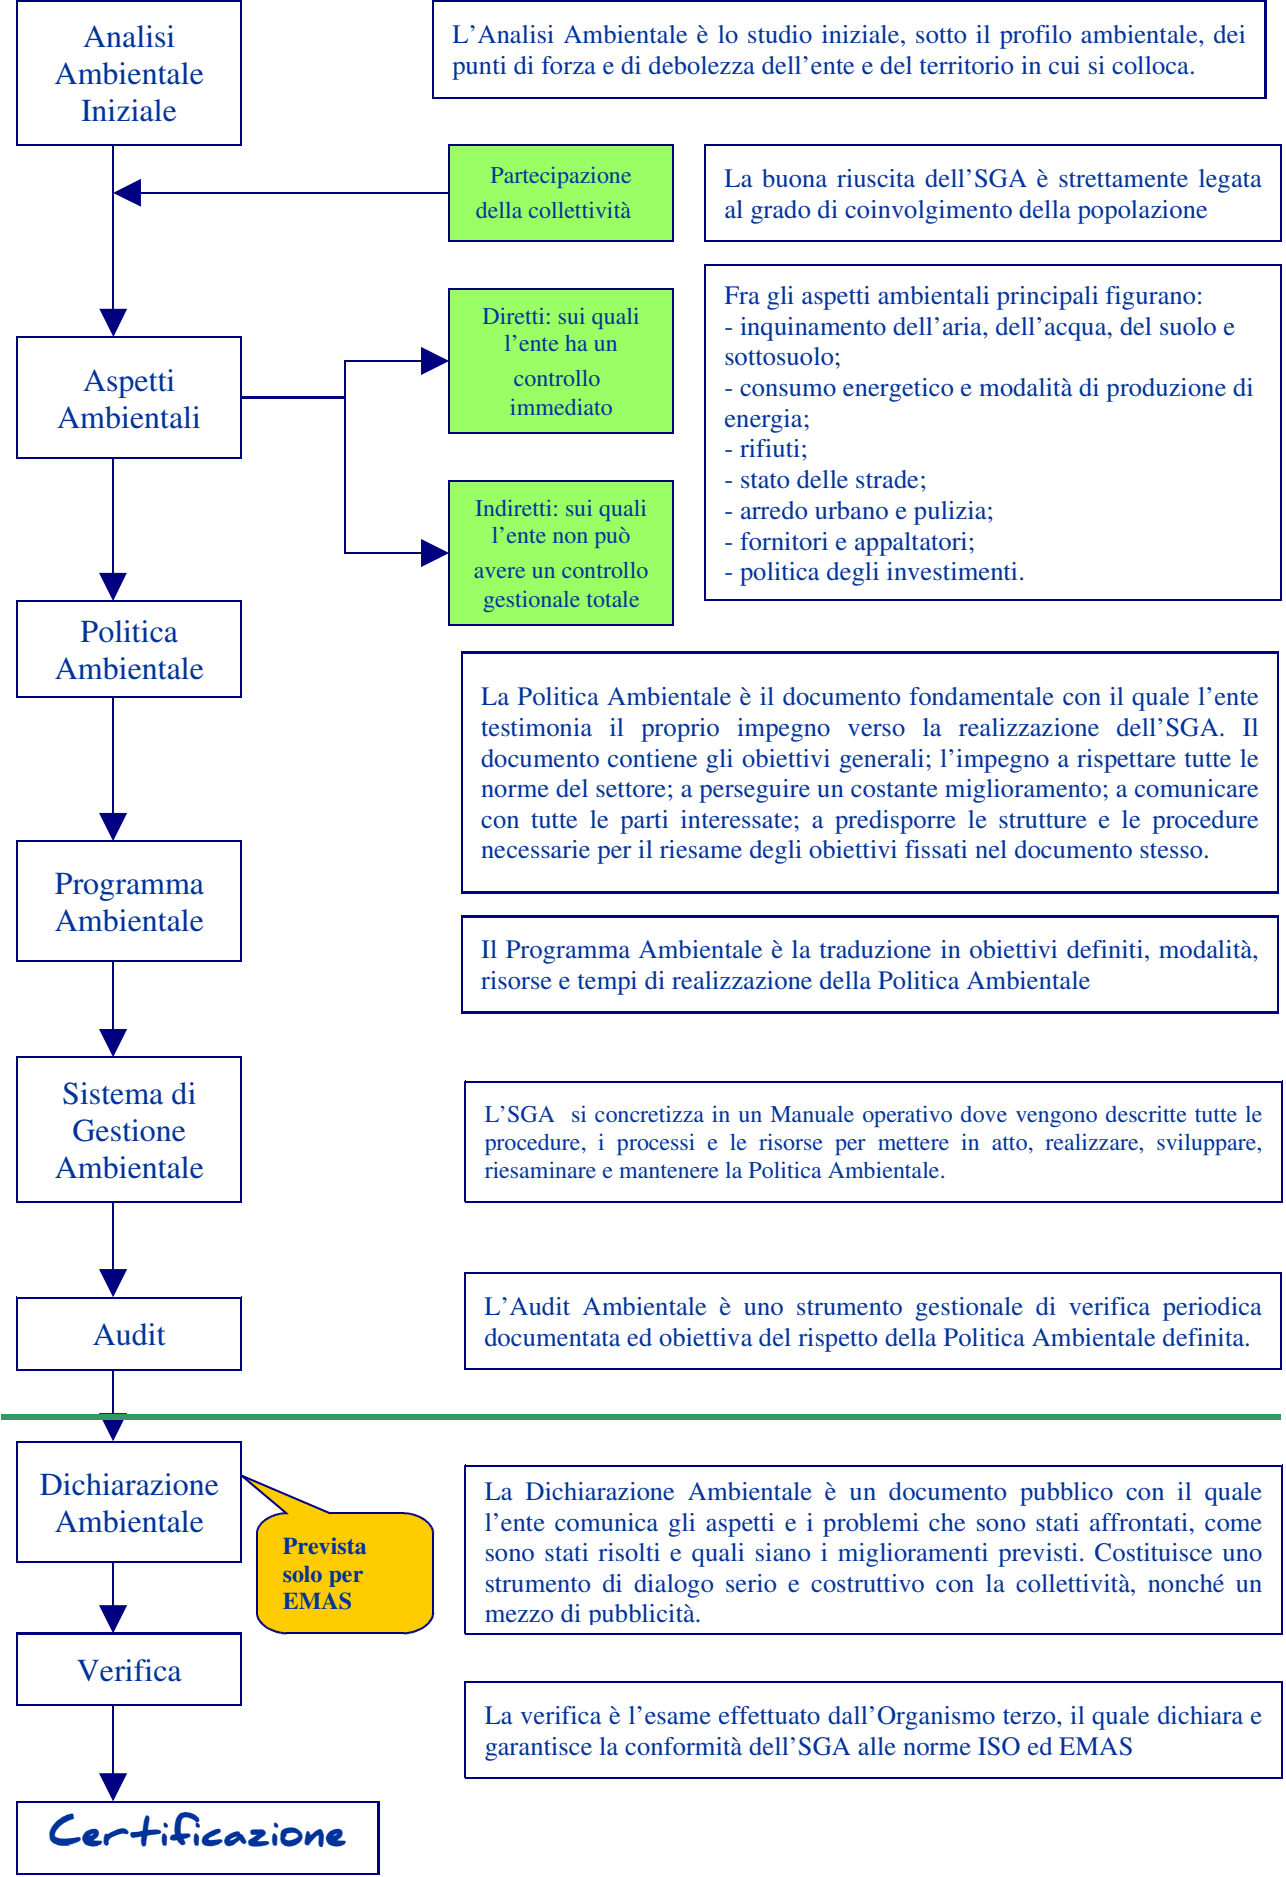 Analisi
Ambientale
Iniziale
L'Analisi Ambientale è lo studio iniziale, sotto il profilo ambientale, dei
punti di forza e di debolezza dell'ente e del territorio in cui si colloca.
Partecipazione
della collettività
La buona riuscita dell'SGA è strettamente legata
al grado di coinvolgimento della popolazione
Aspetti
Ambientali
Diretti: sui quali
l'ente ha un
controllo
immediato
Indiretti: sui quali
l'ente non può
avere un controllo
gestionale totale
Fra gli aspetti ambientali principali figurano:
- inquinamento dell'aria, dell'acqua, del suolo e
sottosuolo;
- consumo energetico e modalità di produzione di
energia;
- rifiuti;
- stato delle strade;
- arredo urbano e pulizia;
- fornitori e appaltatori;
- politica degli investimenti.
Politica
Ambientale
La Politica Ambientale è il documento fondamentale con il quale l'ente
testimonia il proprio impegno verso la realizzazione dell'SGA. Il
documento contiene gli obiettivi generali; l'impegno a rispettare tutte le
norme del settore; a perseguire un costante miglioramento; a comunicare
con tutte le parti interessate; a predisporre le strutture e le procedure
necessarie per il riesame degli obiettivi fissati nel documento stesso.
Programma
Ambientale
Il Programma Ambientale è la traduzione in obiettivi definiti, modalità,
risorse e tempi di realizzazione della Politica Ambientale
Sistema di
Gestione
Ambientale
L'SGA si concretizza in un Manuale operativo dove vengono descritte tutte le
procedure, i processi e le risorse per mettere in atto, realizzare, sviluppare,
riesaminare e mantenere la Politica Ambientale.
Audit
L'Audit Ambientale è uno strumento gestionale di verifica periodica
documentata ed obiettiva del rispetto della Politica Ambientale definita.
Dichiarazione
Ambientale
Prevista
solo per
EMAS
La Dichiarazione Ambientale è un documento pubblico con il quale
l'ente comunica gli aspetti e i problemi che sono stati affrontati, come
sono stati risolti e quali siano i miglioramenti previsti. Costituisce uno
strumento di dialogo serio e costruttivo con la collettività, nonché un
mezzo di pubblicità.
Verifica
La verifica è l'esame effettuato dall'Organismo terzo, il quale dichiara e
garantisce la conformità dell'SGA alle norme ISO ed EMAS
Certificazione